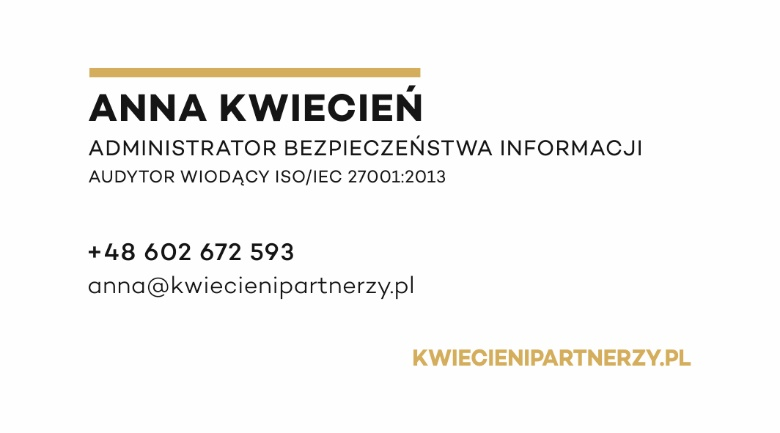 ANNA KWIECIEŃ
ADMINISTRATOR BEZPIECZEŃSTWA INFORMACJI
AUDYTOR WIODĄCY ISO/IEC 27001:2013
+48 602 672 593
anna@kwiecienipartnerzy.pl
KWIECIENIPARTNERZY.PL